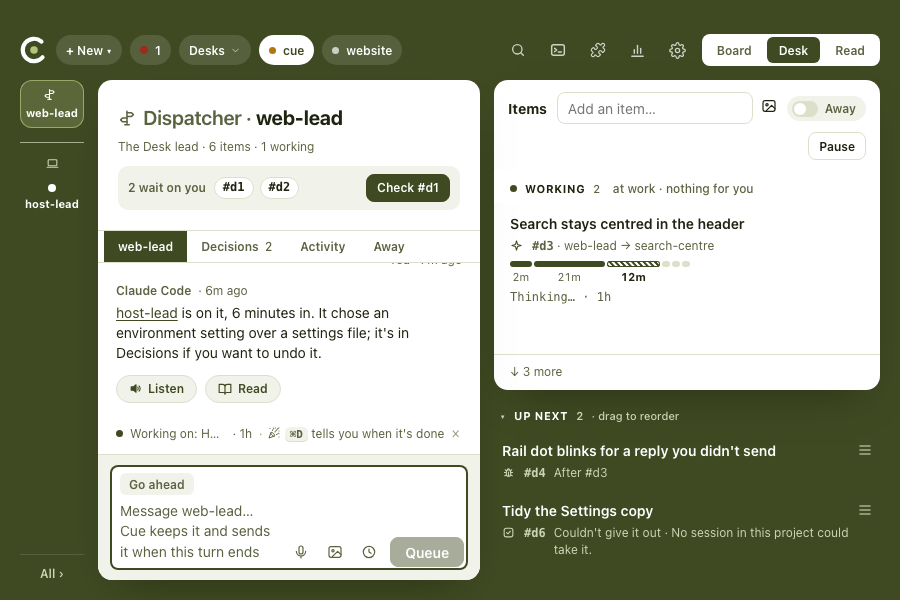 + New
1
Desks
cue
website
Board
Desk
Read
web-lead
host-lead
All ›
Dispatcher · web-lead
The Desk lead · 6 items · 1 working
2 wait on you #d1 #d2 Check #d1
web-lead Decisions 2 Activity Away
Claude Code · 6m ago
host-lead is on it, 6 minutes in. It chose an
environment setting over a settings file; it's in
Decisions if you want to undo it.
Listen Read
Working on: H... · 1h · ⌘D tells you when it's done ×
Go ahead
Message web-lead...
Cue keeps it and sends
it when this turn ends
Queue
Items
Add an item...
Away
Pause
WORKING 2 at work · nothing for you
Search stays centred in the header
#d3 · web-lead → search-centre
2m 21m 12m
Thinking… · 1h
↓ 3 more
UP NEXT 2 · drag to reorder
Rail dot blinks for a reply you didn't send
#d4 After #d3
Tidy the Settings copy
#d6 Couldn't give it out · No session in this project could
take it.